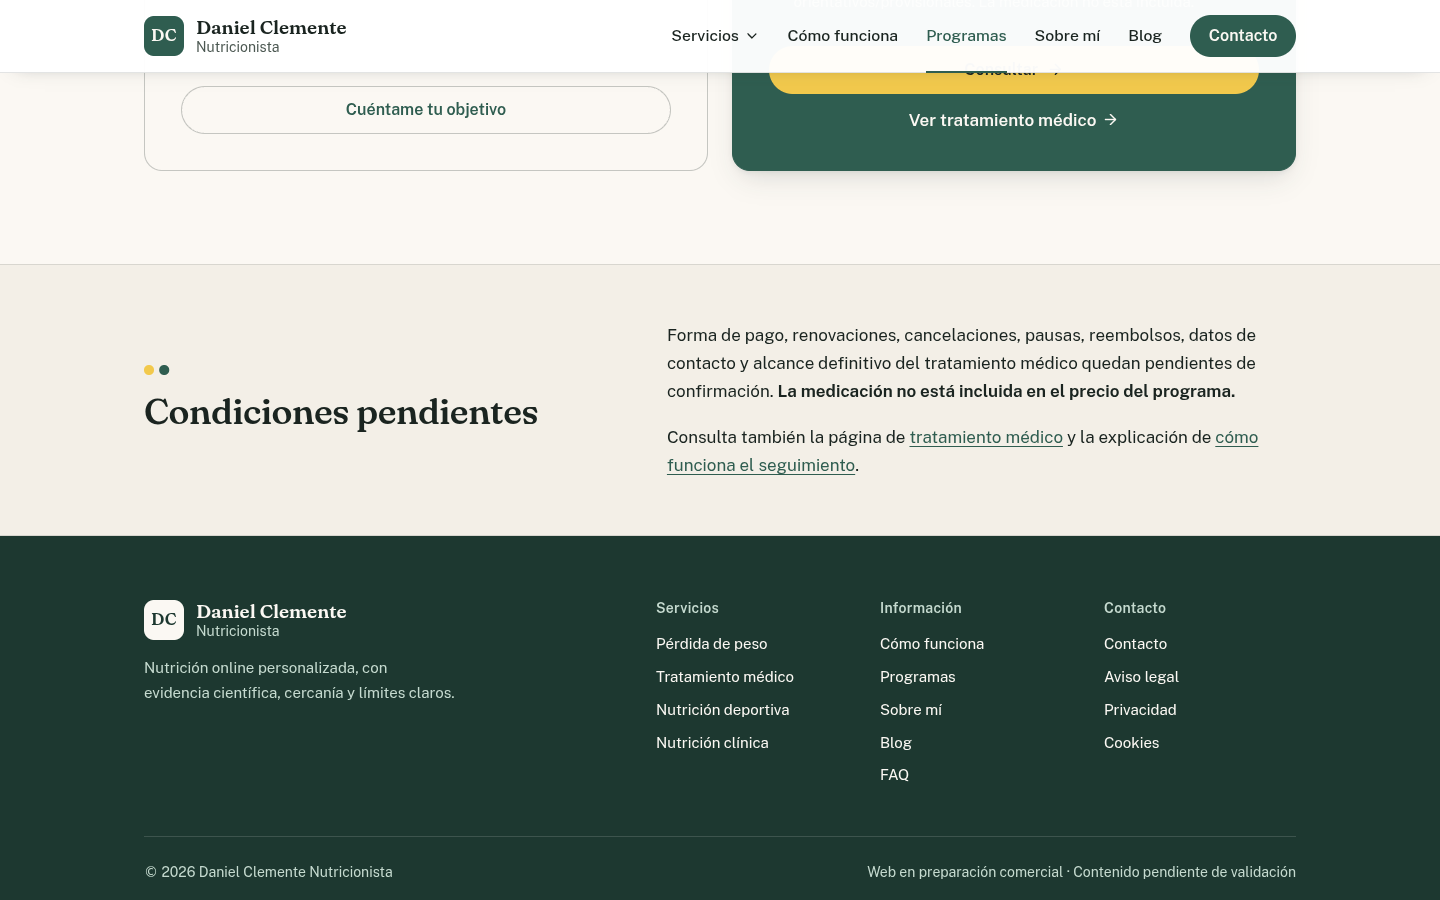 DC
Daniel Clemente
Nutricionista
Servicios
Cómo funciona
Programas
Sobre mí
Blog
Contacto
Cuéntame tu objetivo
Ver tratamiento médico →
Condiciones pendientes
Forma de pago, renovaciones, cancelaciones, pausas, reembolsos, datos de
contacto y alcance definitivo del tratamiento médico quedan pendientes de
confirmación. La medicación no está incluida en el precio del programa.
Consulta también la página de tratamiento médico y la explicación de cómo
funciona el seguimiento.
DC
Daniel Clemente
Nutricionista
Nutrición online personalizada, con
evidencia científica, cercanía y límites claros.
Servicios
Pérdida de peso
Tratamiento médico
Nutrición deportiva
Nutrición clínica
Información
Cómo funciona
Programas
Sobre mí
Blog
FAQ
Contacto
Contacto
Aviso legal
Privacidad
Cookies
© 2026 Daniel Clemente Nutricionista
Web en preparación comercial · Contenido pendiente de validación